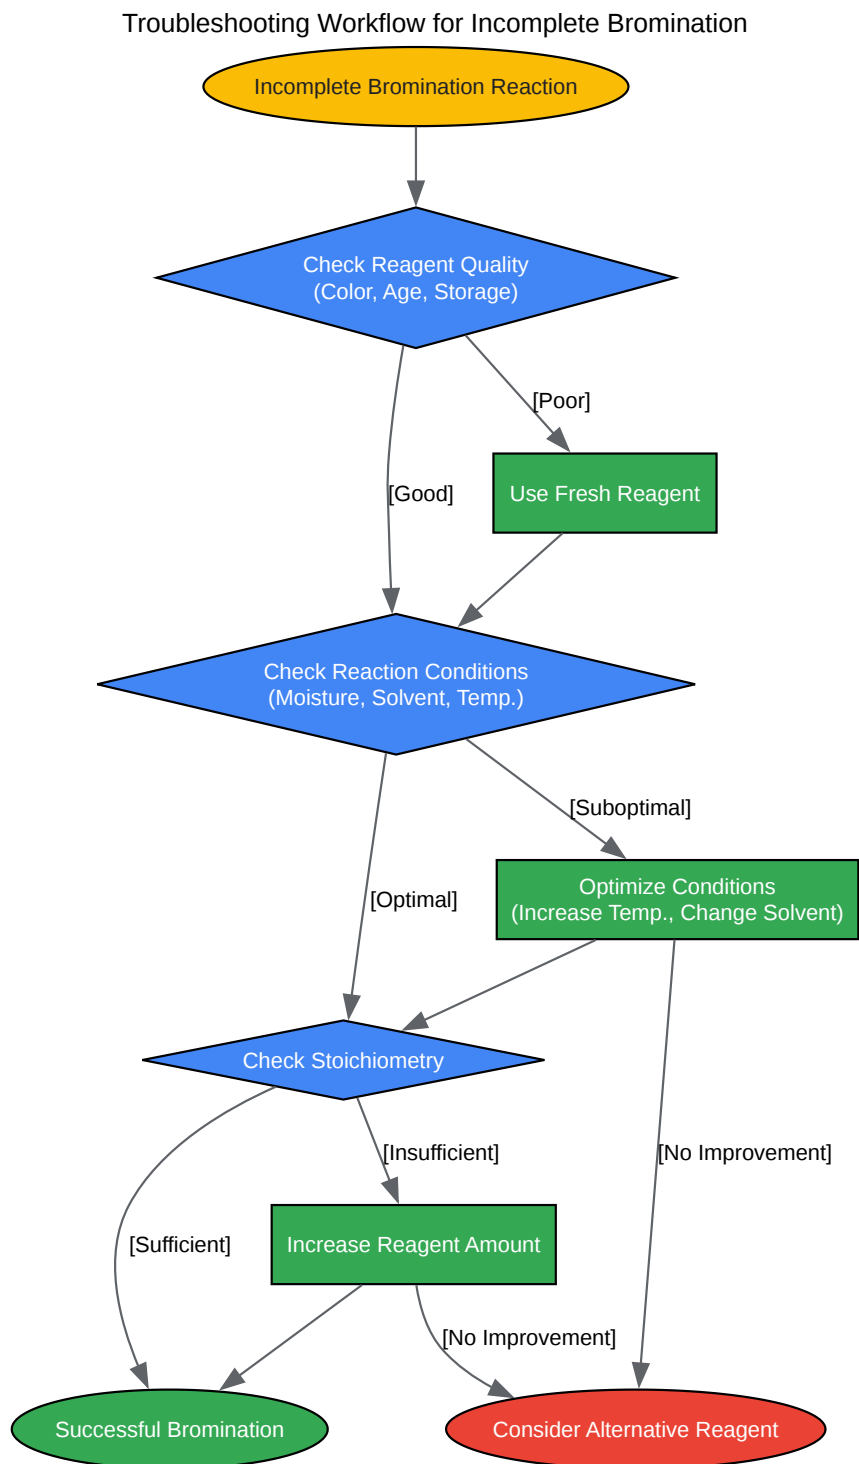 Troubleshooting Workflow for Incomplete Bromination
Incomplete Bromination Reaction
Check Reagent Quality
(Color, Age, Storage)
[Poor]
[Good]
Use Fresh Reagent
Check Reaction Conditions
(Moisture, Solvent, Temp.)
[Suboptimal]
[Optimal]
Optimize Conditions
(Increase Temp., Change Solvent)
Check Stoichiometry
[Insufficient]
[No Improvement]
[Sufficient]
Increase Reagent Amount
[No Improvement]
Successful Bromination
Consider Alternative Reagent